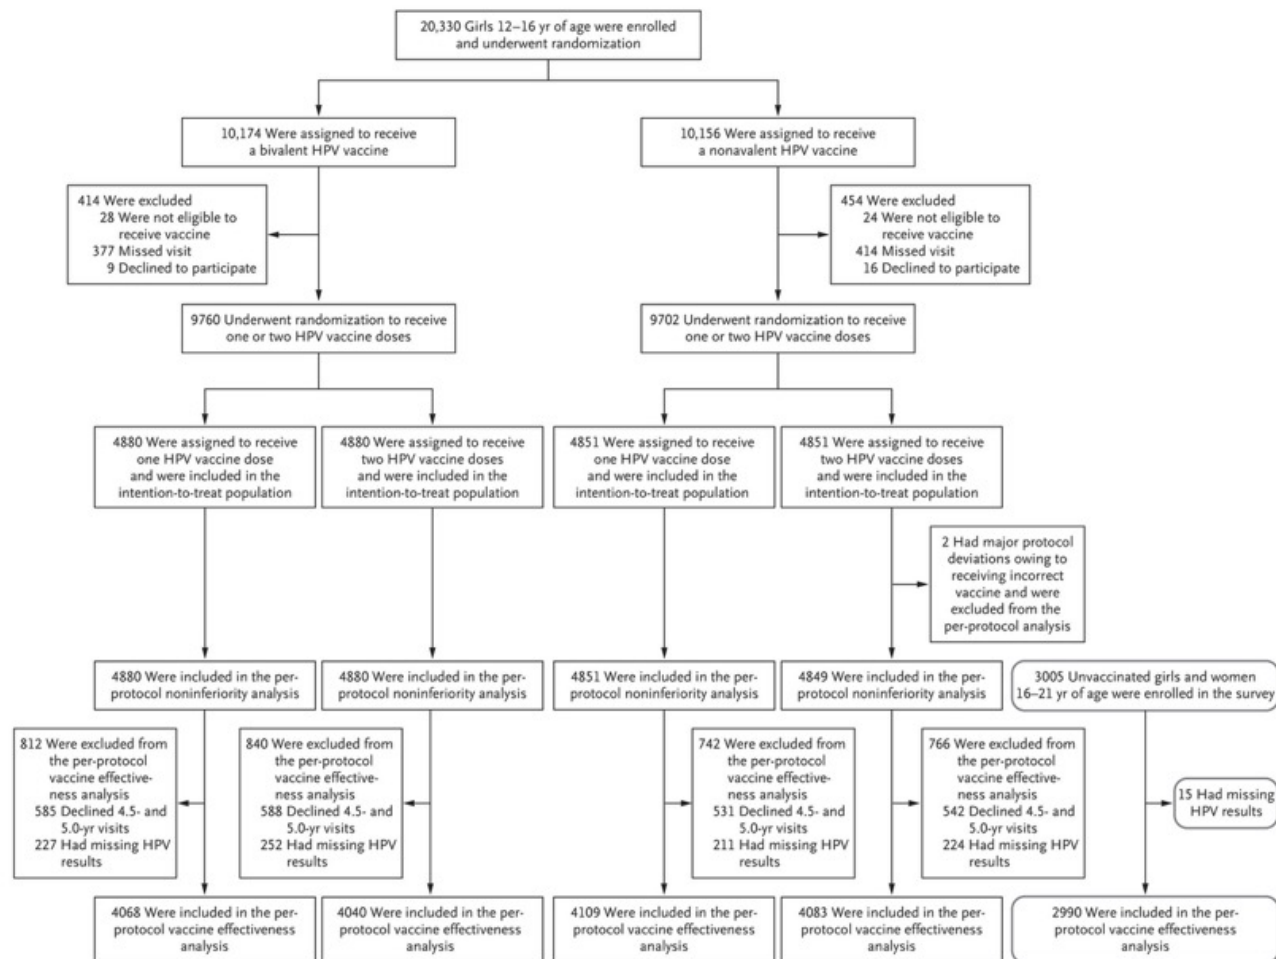 20,330 Girls 12–16 yr of age were enrolled
and underwent randomization
10,174 Were assigned to receive
a bivalent HPV vaccine
10,156 Were assigned to receive
a nonavalent HPV vaccine
414 Were excluded
28 Were not eligible to
receive vaccine
377 Missed visit
9 Declined to participate
454 Were excluded
24 Were not eligible to
receive vaccine
414 Missed visit
16 Declined to participate
9760 Underwent randomization to receive
one or two HPV vaccine doses
9702 Underwent randomization to receive
one or two HPV vaccine doses
4880 Were assigned to receive
one HPV vaccine dose
and were included in the
intention-to-treat population
4880 Were assigned to receive
two HPV vaccine doses
and were included in the
intention-to-treat population
4851 Were assigned to receive
one HPV vaccine dose
and were included in the
intention-to-treat population
4851 Were assigned to receive
two HPV vaccine doses
and were included in the
intention-to-treat population
2 Had major protocol
deviations owing to
receiving incorrect
vaccine and were
excluded from the
per-protocol analysis
4880 Were included in the per-
protocol noninferiority analysis
4880 Were included in the per-
protocol noninferiority analysis
4851 Were included in the per-
protocol noninferiority analysis
4849 Were included in the per-
protocol noninferiority analysis
3005 Unvaccinated girls and women
16–21 yr of age were enrolled in the survey
812 Were excluded from
the per-protocol
vaccine effective-
ness analysis
585 Declined 4.5- and
5.0-yr visits
227 Had missing HPV
results
840 Were excluded from
the per-protocol
vaccine effective-
ness analysis
588 Declined 4.5- and
5.0-yr visits
252 Had missing HPV
results
742 Were excluded from
the per-protocol
vaccine effective-
ness analysis
531 Declined 4.5- and
5.0-yr visits
211 Had missing HPV
results
766 Were excluded from
the per-protocol
vaccine effective-
ness analysis
542 Declined 4.5- and
5.0-yr visits
224 Had missing HPV
results
15 Had missing
HPV results
4068 Were included in the per-
protocol vaccine effectiveness
analysis
4040 Were included in the per-
protocol vaccine effectiveness
analysis
4109 Were included in the per-
protocol vaccine effectiveness
analysis
4083 Were included in the per-
protocol vaccine effectiveness
analysis
2990 Were included in the per-
protocol vaccine effectiveness
analysis